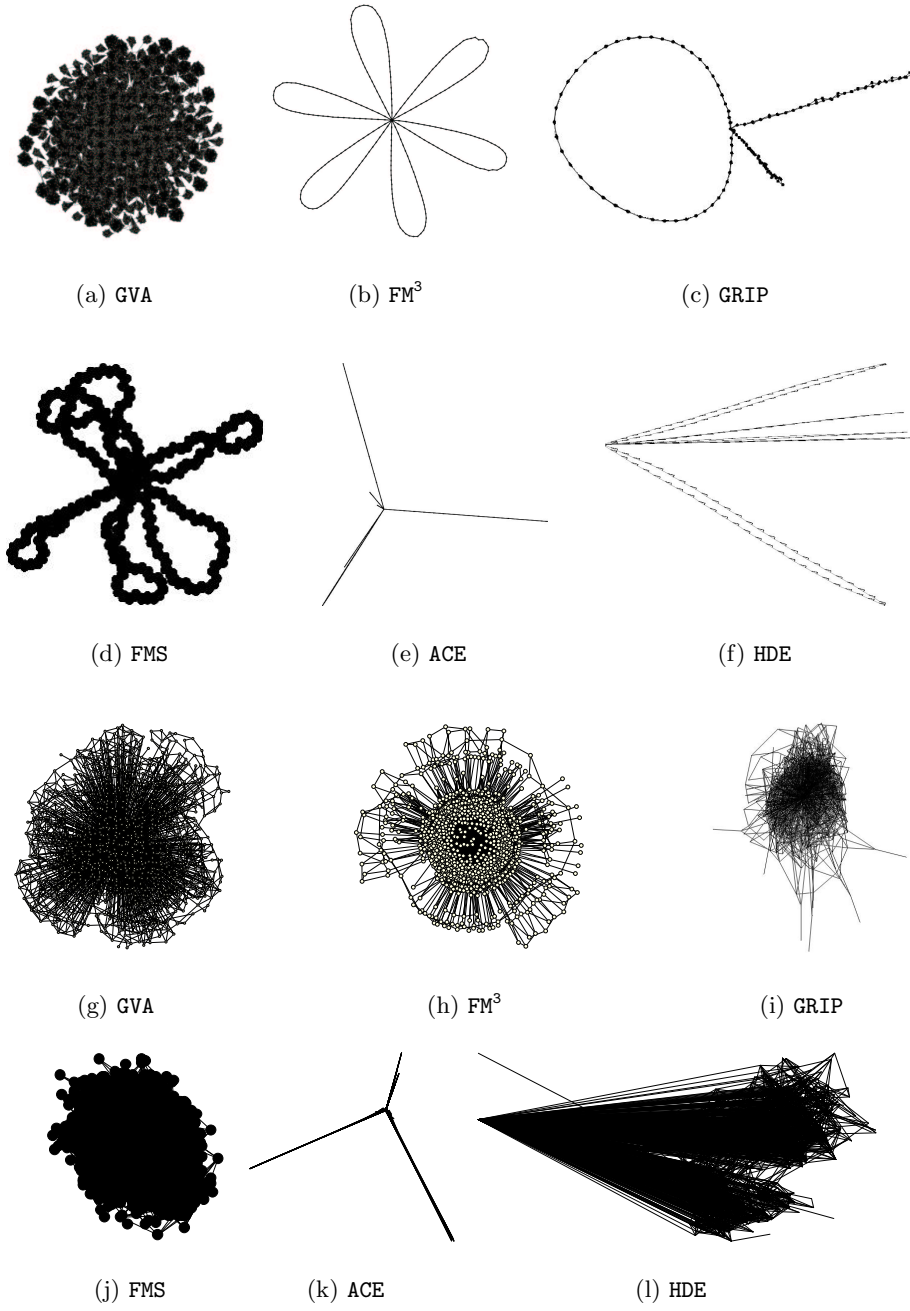 (a) GVA
(b) FM³
(c) GRIP
(d) FMS
(e) ACE
(f) HDE
(g) GVA
(h) FM³
(i) GRIP
(j) FMS
(k) ACE
(l) HDE